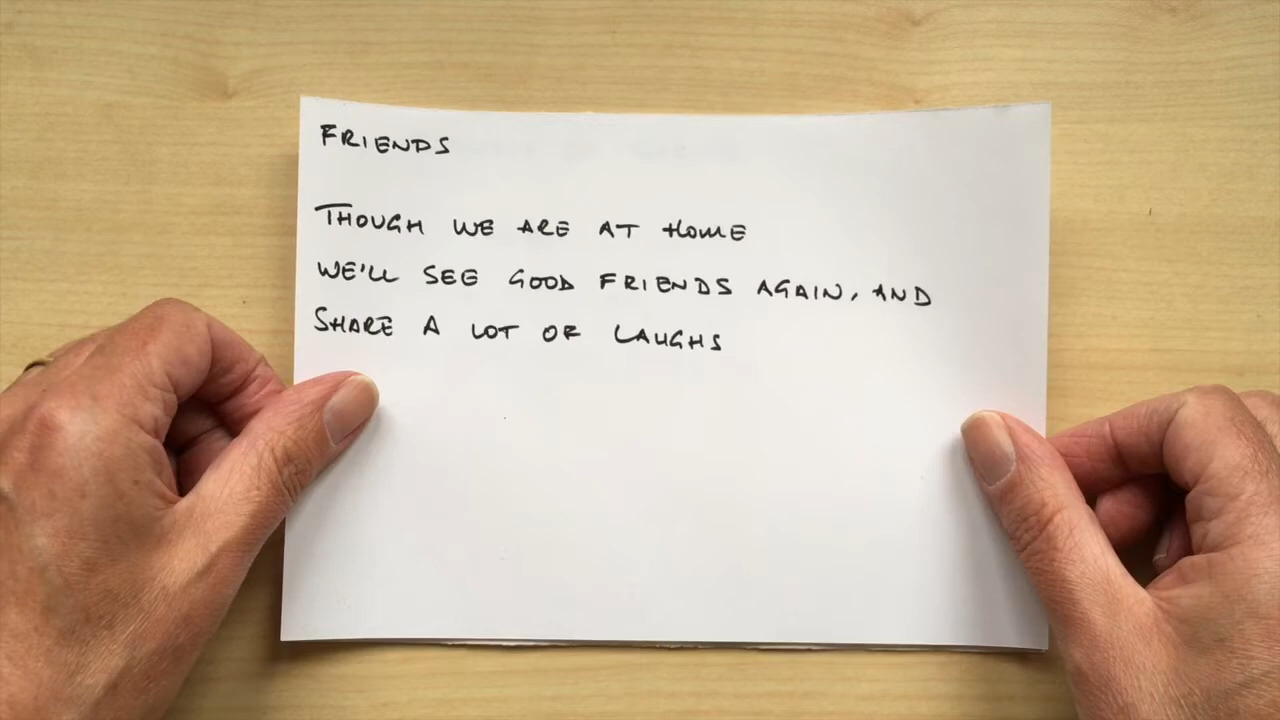 FRIENDS
THOUGH WE ARE AT HOME
WE'LL SEE GOOD FRIENDS AGAIN, AND
SHARE A LOT OF LAUGHS